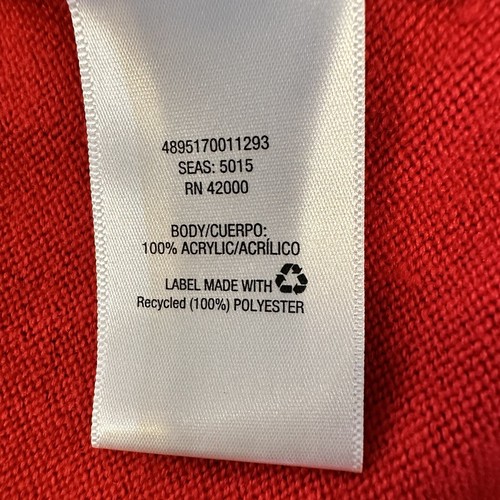 4895170011293
SEAS: 5015
RN 42000
BODY/CUERPO:
100% ACRYLIC/ACRÍLICO
LABEL MADE WITH
Recycled (100%) POLYESTER